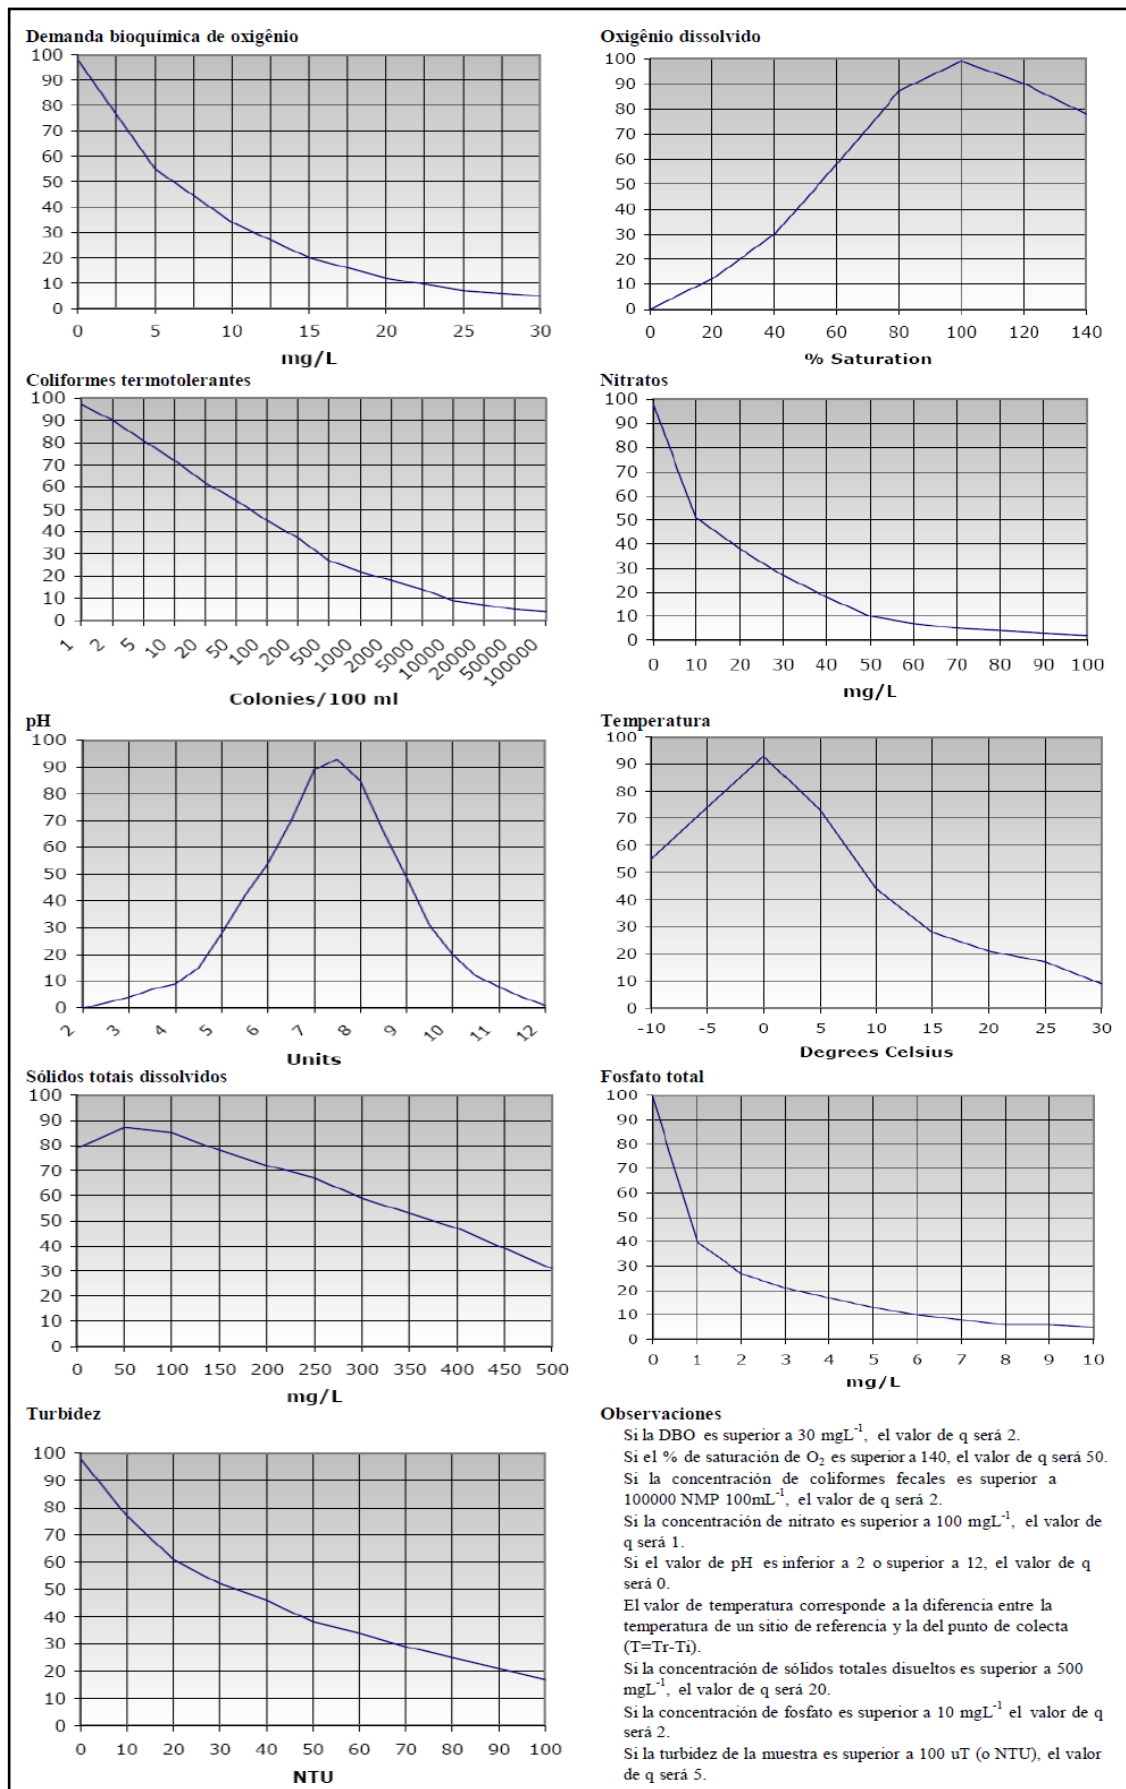 Demanda bioquímica de oxigênio
100
90
80
70
60
50
40
30
20
10
0
0 5 10 15 20 25 30
mg/L
Oxigênio dissolvido
100
90
80
70
60
50
40
30
20
10
0
0 20 40 60 80 100 120 140
% Saturation
Coliformes termotolerantes
100
90
80
70
60
50
40
30
20
10
0
1 2 5 10 20 50 100 200 500 1000 2000 5000 10000 20000 50000 100000
Colonies/100 ml
Nitratos
100
90
80
70
60
50
40
30
20
10
0
0 10 20 30 40 50 60 70 80 90 100
mg/L
pH
100
90
80
70
60
50
40
30
20
10
0
2 3 4 5 6 7 8 9 10 11 12
Units
Temperatura
100
90
80
70
60
50
40
30
20
10
0
-10 -5 0 5 10 15 20 25 30
Degrees Celsius
Sólidos totais dissolvidos
100
90
80
70
60
50
40
30
20
10
0
0 50 100 150 200 250 300 350 400 450 500
mg/L
Fosfato total
100
90
80
70
60
50
40
30
20
10
0
0 1 2 3 4 5 6 7 8 9 10
mg/L
Turbidez
100
90
80
70
60
50
40
30
20
10
0
0 10 20 30 40 50 60 70 80 90 100
NTU
Observaciones
Si la DBO es superior a 30 mgL⁻¹, el valor de q será 2.
Si el % de saturación de O₂ es superior a 140, el valor de q será 50.
Si la concentración de coliformes fecales es superior a
100000 NMP 100mL⁻¹, el valor de q será 2.
Si la concentración de nitrato es superior a 100 mgL⁻¹, el valor de
q será 1.
Si el valor de pH es inferior a 2 o superior a 12, el valor de q
será 0.
El valor de temperatura corresponde a la diferencia entre la
temperatura de un sitio de referencia y la del punto de colecta
(T=Tr-Ti).
Si la concentración de sólidos totales disueltos es superior a 500
mgL⁻¹, el valor de q será 20.
Si la concentración de fosfato es superior a 10 mgL⁻¹ el valor de q
será 2.
Si la turbidez de la muestra es superior a 100 uT (o NTU), el valor
de q será 5.